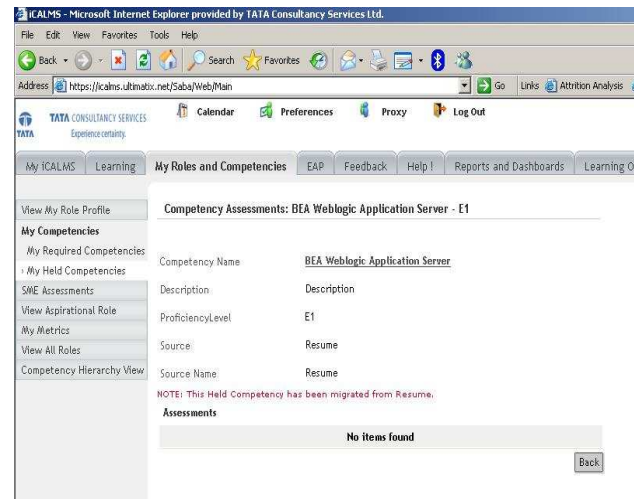 iCALMS - Microsoft Internet Explorer provided by TATA Consultancy Services Ltd.
File Edit View Favorites Tools Help
Back Search Favorites
Address https://icalms.ultimatix.net/Saba/Web/Main Go Links Attrition Analysis
TATA CONSULTANCY SERVICES Calendar Preferences Proxy Log Out
TATA Experience certainty.
My iCALMS Learning My Roles and Competencies EAP Feedback Help ! Reports and Dashboards Learning O
View My Role Profile Competency Assessments: BEA Weblogic Application Server - E1
My Competencies
My Required Competencies
Competency Name BEA Weblogic Application Server
My Held Competencies
SME Assessments Description Description
View Aspirational Role
ProficiencyLevel E1
My Metrics
View All Roles Source Resume
Competency Hierarchy View Source Name Resume
NOTE: This Held Competency has been migrated from Resume.
Assessments
No items found
Back